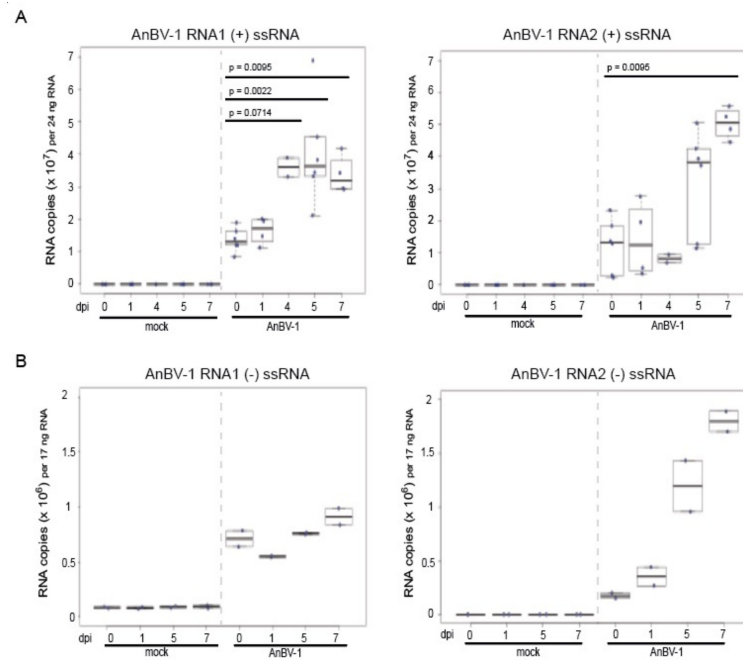 A
AnBV-1 RNA1 (+) ssRNA
RNA copies (x 10⁷) per 24 ng RNA
7
6
5
4
3
2
1
0
p = 0.0095
p = 0.0022
p = 0.0714
dpi 0 1 4 5 7 0 1 4 5 7
mock AnBV-1
AnBV-1 RNA2 (+) ssRNA
RNA copies (x 10⁷) per 24 ng RNA
7
6
5
4
3
2
1
0
p = 0.0095
dpi 0 1 4 5 7 0 1 4 5 7
mock AnBV-1
B
AnBV-1 RNA1 (-) ssRNA
RNA copies (x 10⁶) per 17 ng RNA
2
1.5
1
0.5
0
dpi 0 1 5 7 0 1 5 7
mock AnBV-1
AnBV-1 RNA2 (-) ssRNA
RNA copies (x 10⁶) per 17 ng RNA
2
1.5
1
0.5
0
dpi 0 1 5 7 0 1 5 7
mock AnBV-1